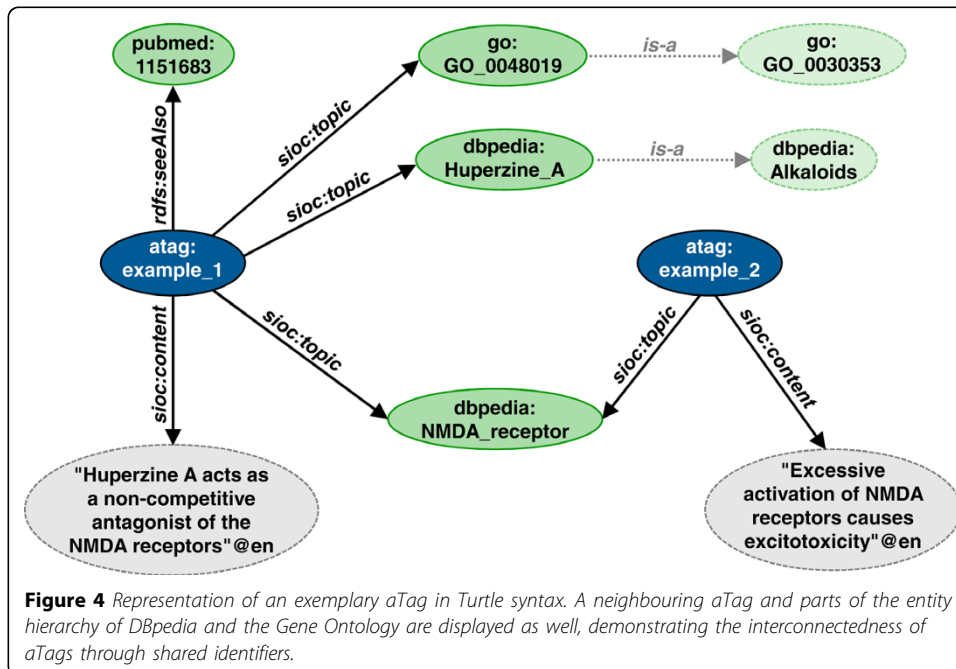 pubmed:
1151683
go:
GO_0048019
is-a
go:
GO_0030353
rdfs:seeAlso
sioc:topic
sioc:topic
dbpedia:
Huperzine_A
is-a
dbpedia:
Alkaloids
atag:
example_1
atag:
example_2
sioc:content
sioc:topic
sioc:topic
sioc:content
dbpedia:
NMDA_receptor
"Huperzine A acts as
a non-competitive
antagonist of the
NMDA receptors"@en
"Excessive
activation of NMDA
receptors causes
excitotoxicity"@en
Figure 4 Representation of an exemplary aTag in Turtle syntax. A neighbouring aTag and parts of the entity
hierarchy of DBpedia and the Gene Ontology are displayed as well, demonstrating the interconnectedness of
aTags through shared identifiers.